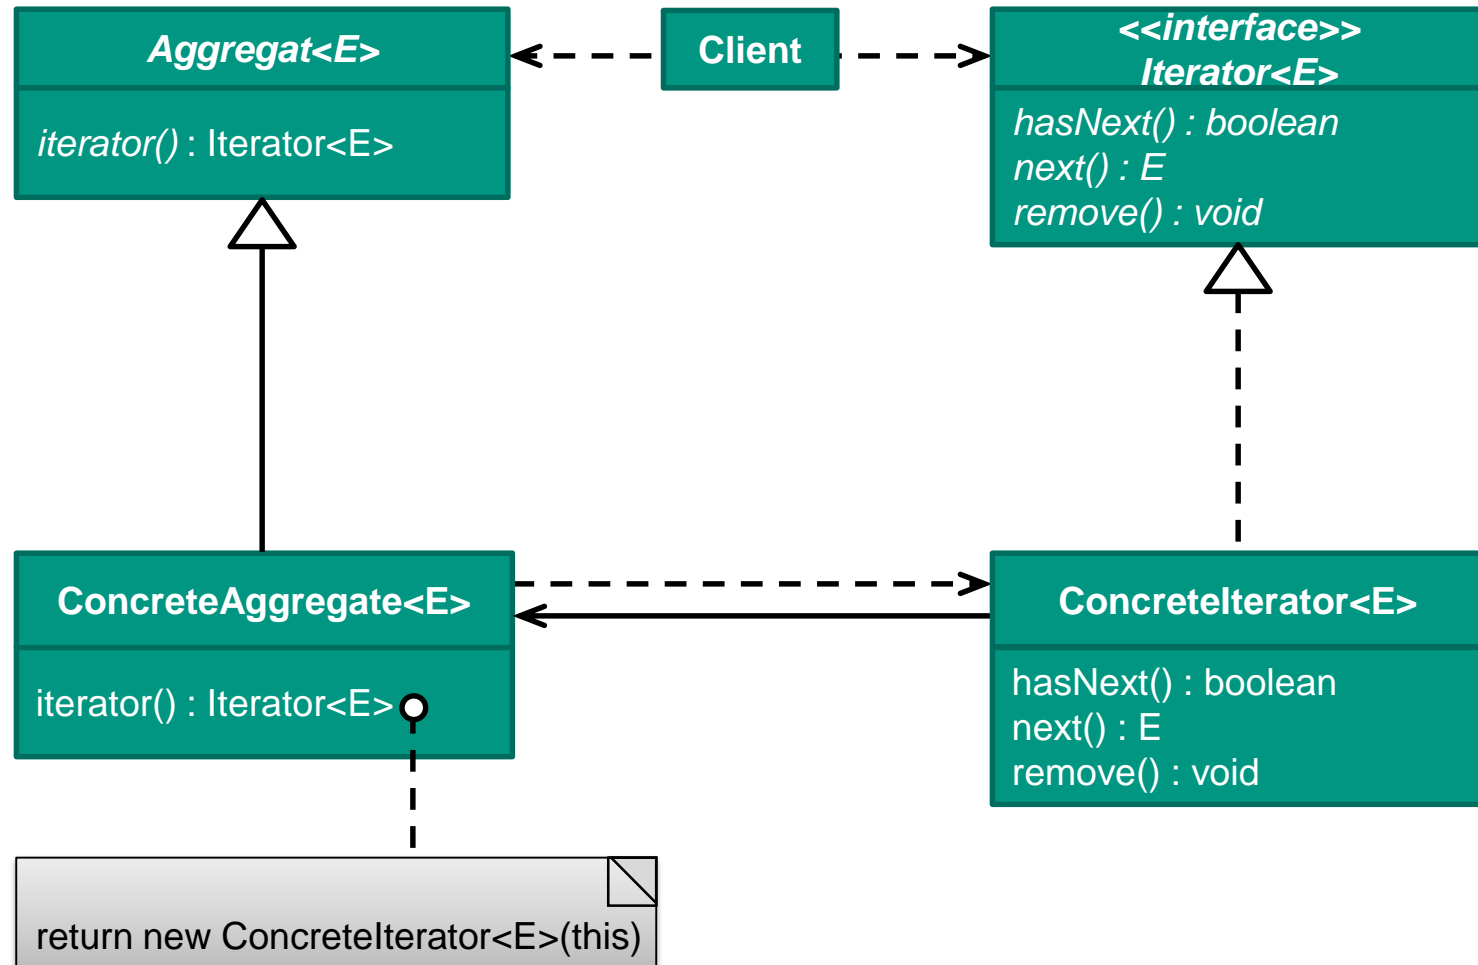 Aggregat<E>
iterator() : Iterator<E>
Client
<<interface>>
Iterator<E>
hasNext() : boolean
next() : E
remove() : void
ConcreteAggregate<E>
iterator() : Iterator<E>
ConcreteIterator<E>
hasNext() : boolean
next() : E
remove() : void
return new ConcreteIterator<E>(this)